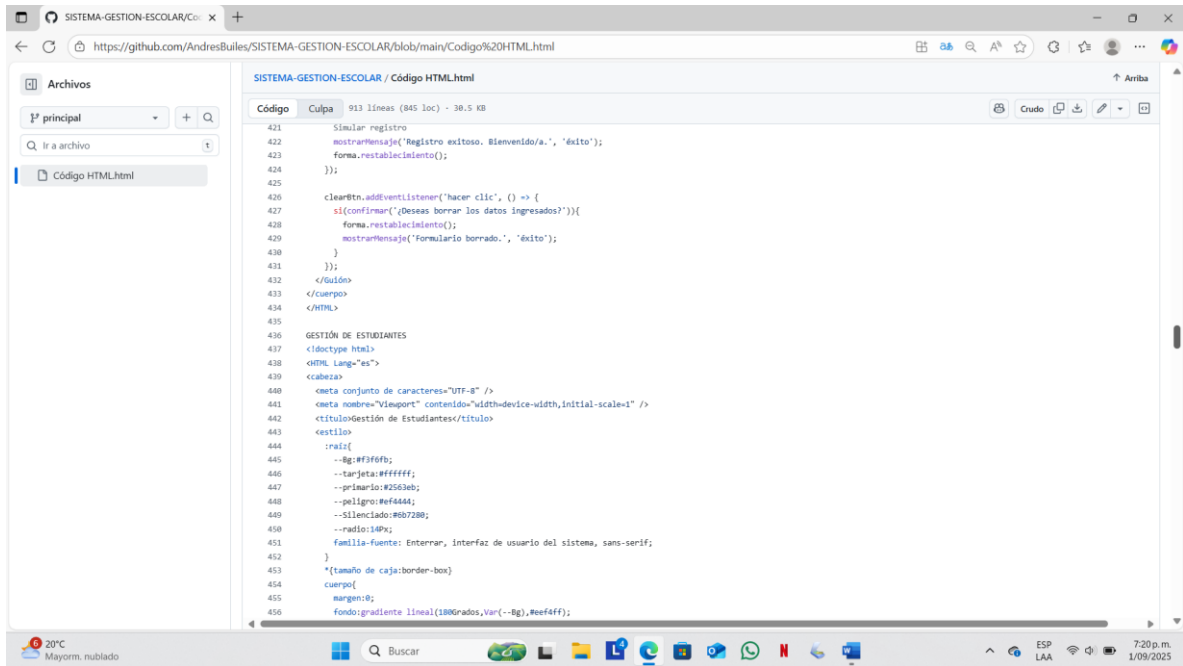 SISTEMA-GESTION-ESCOLAR/Coc
https://github.com/AndresBuiles/SISTEMA-GESTION-ESCOLAR/blob/main/Codigo%20HTML.html
Archivos
principal
Ir a archivo
t
Código HTML.html
SISTEMA-GESTION-ESCOLAR / Código HTML.html
Arriba
Código Culpa 913 líneas (845 loc) · 30.5 KB
Crudo
421 Simular registro
422 mostrarMensaje('Registro exitoso. Bienvenido/a.', 'éxito');
423 forma.restablecimiento();
424 });
425
426 clearBtn.addEventListener('hacer clic', () => {
427 si(confirmar('¿Deseas borrar los datos ingresados?')){
428 forma.restablecimiento();
429 mostrarMensaje('Formulario borrado.', 'éxito');
430 }
431 });
432 </Guión>
433 </cuerpo>
434 </HTML>
435
436 GESTIÓN DE ESTUDIANTES
437 <!doctype html>
438 <HTML Lang="es">
439 <cabeza>
440 <meta conjunto de caracteres="UTF-8" />
441 <meta nombre="Viewport" contenido="width=device-width,initial-scale=1" />
442 <título>Gestión de Estudiantes</título>
443 <estilo>
444 :raíz{
445 --Bg:#f3f6fb;
446 --tarjeta:#ffffff;
447 --primario:#2563eb;
448 --peligro:#ef4444;
449 --Silenciado:#6b7280;
450 --radio:14Px;
451 familia-fuente: Enterrar, interfaz de usuario del sistema, sans-serif;
452 }
453 *{tamaño de caja:border-box}
454 cuerpo{
455 margen:0;
456 fondo:gradiente lineal(180Grados,Var(--Bg),#eef4ff);
6
20°C
Mayorm. nublado
Buscar
ESP
LAA
7:20 p. m.
1/09/2025